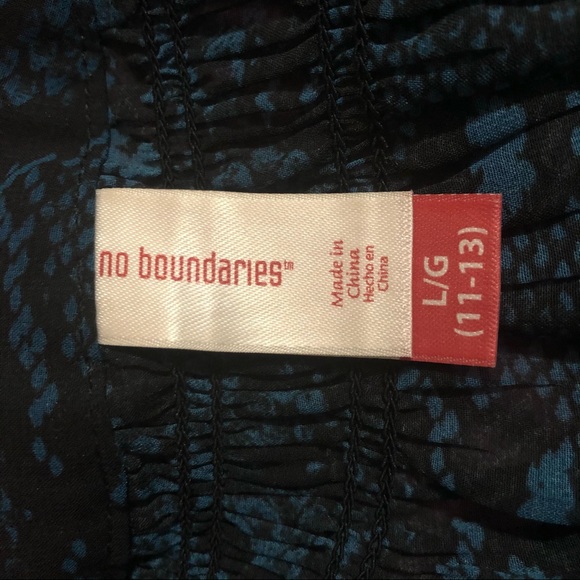 no boundaries™
Made in
China
Hecho en
China
L/G
(11-13)